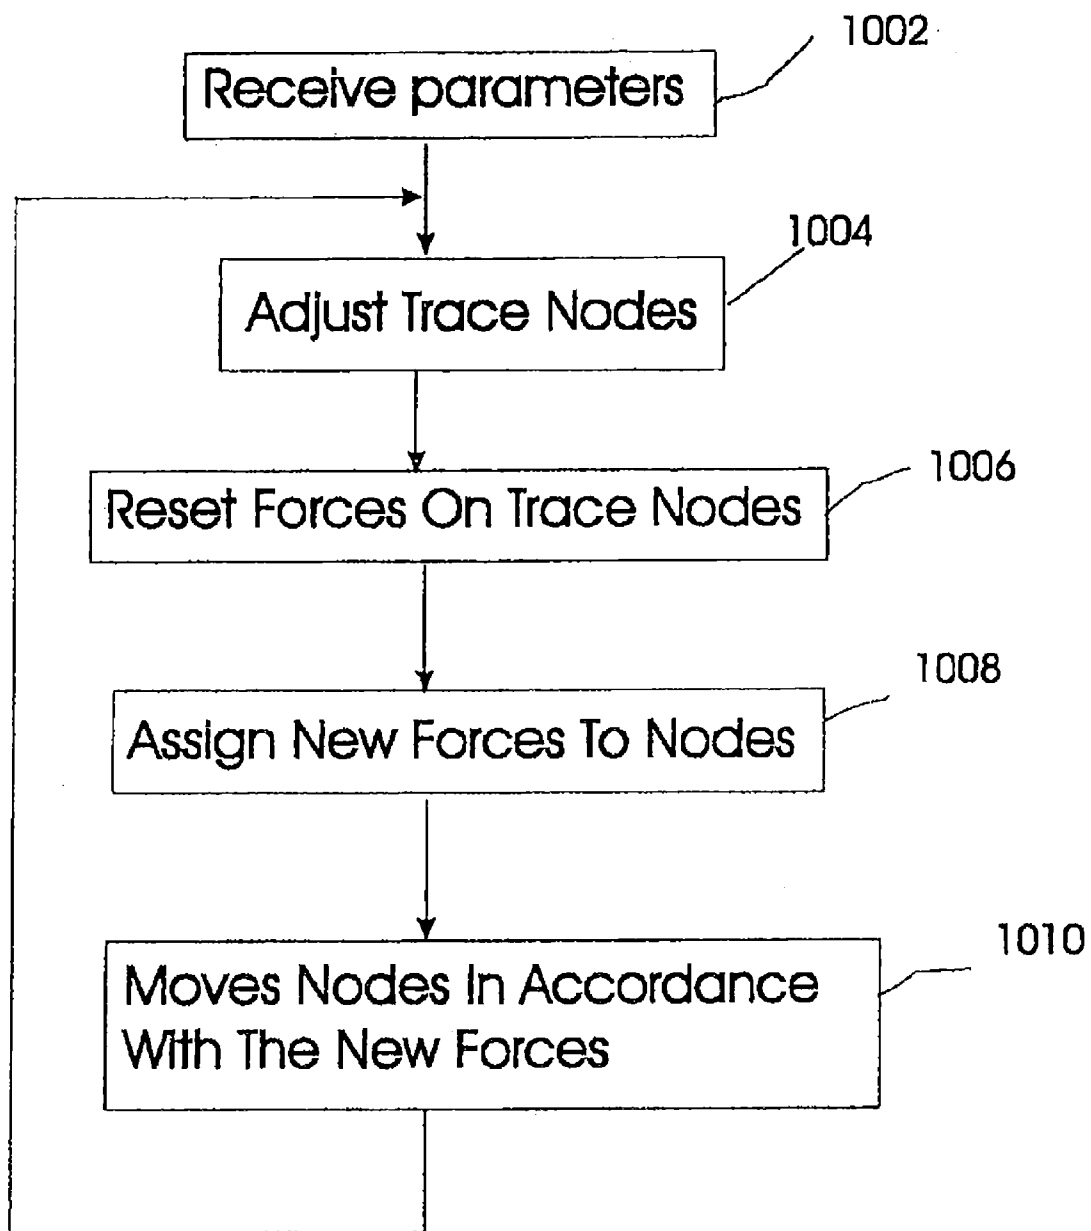 1002
Receive parameters
1004
Adjust Trace Nodes
1006
Reset Forces On Trace Nodes
1008
Assign New Forces To Nodes
1010
Moves Nodes In Accordance
With The New Forces